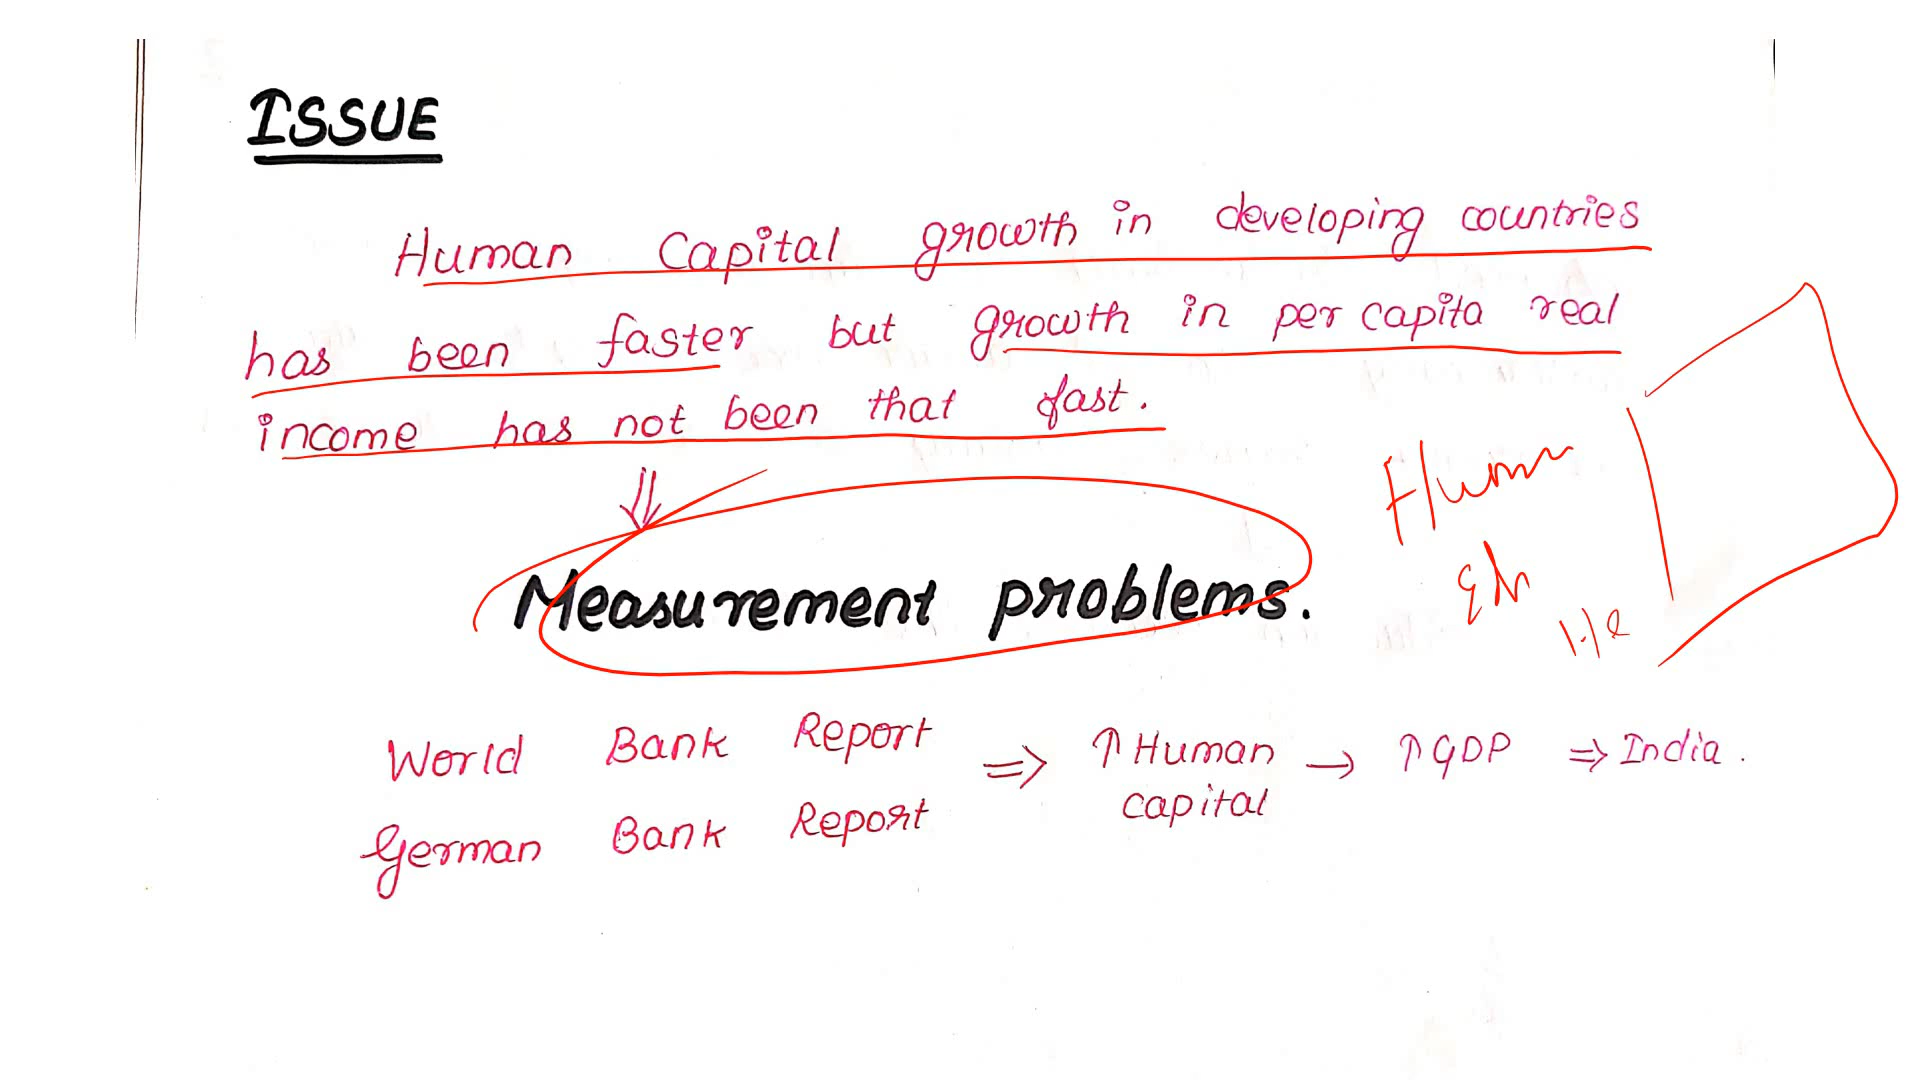 ISSUE
Human Capital growth in developing countries
has been faster but growth in per capita real
income has not been that fast.
⇓
Measurement problems.
Human
World Bank Report ⇒ ↑ Human → ↑ GDP ⇒ India.
capital
German Bank Report